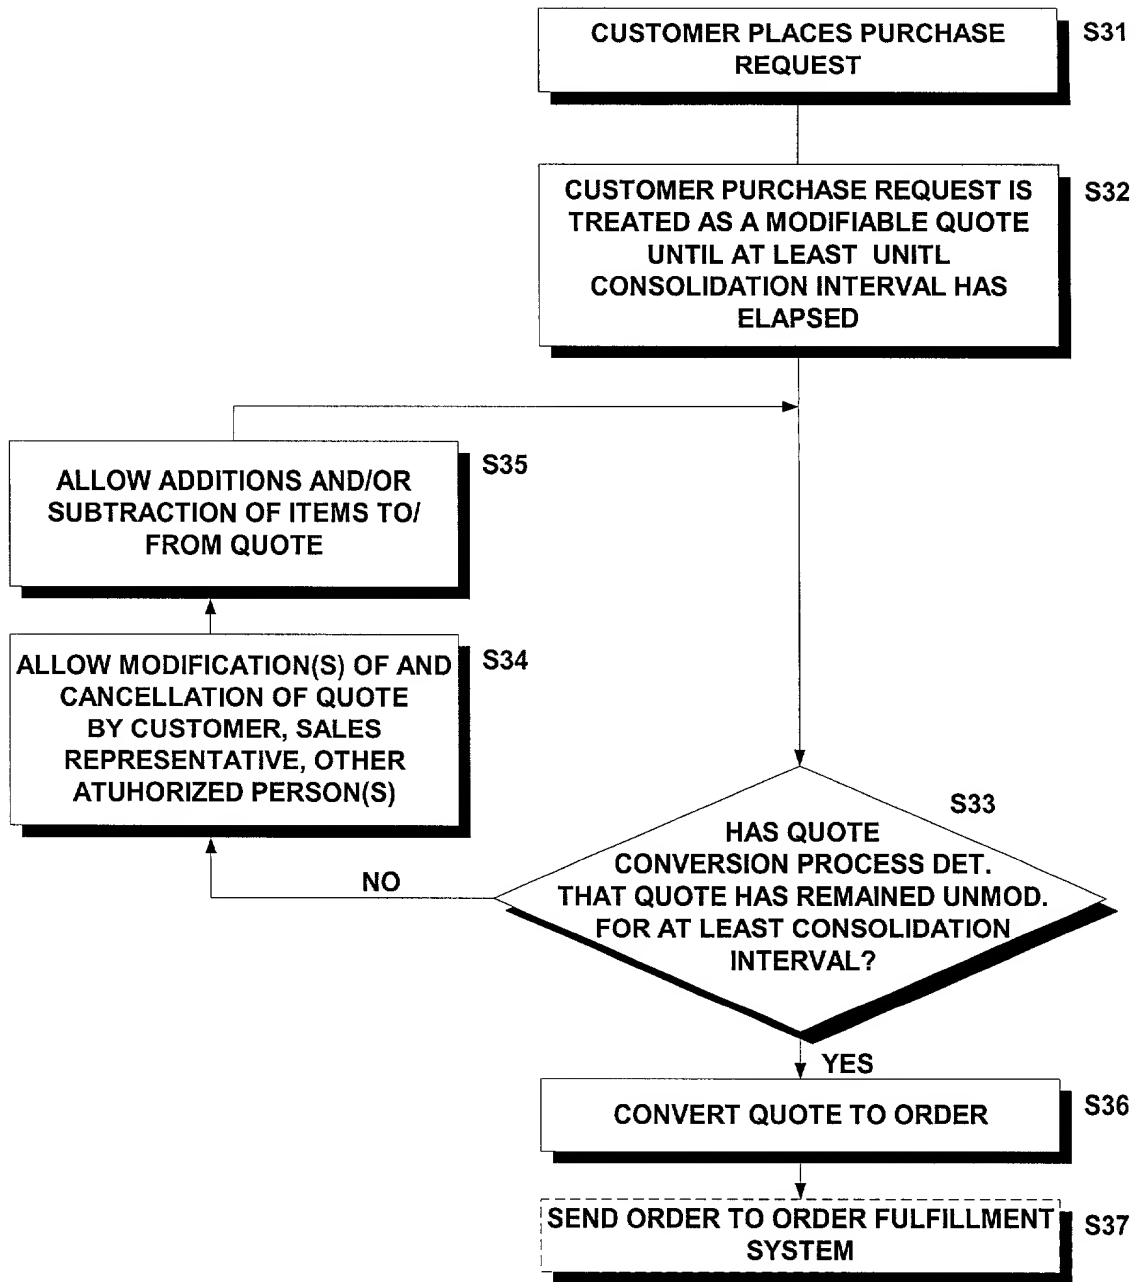 CUSTOMER PLACES PURCHASE
REQUEST
S31
CUSTOMER PURCHASE REQUEST IS
TREATED AS A MODIFIABLE QUOTE
UNTIL AT LEAST UNITL
CONSOLIDATION INTERVAL HAS
ELAPSED
S32
ALLOW ADDITIONS AND/OR
SUBTRACTION OF ITEMS TO/
FROM QUOTE
S35
ALLOW MODIFICATION(S) OF AND
CANCELLATION OF QUOTE
BY CUSTOMER, SALES
REPRESENTATIVE, OTHER
ATUHORIZED PERSON(S)
S34
S33
HAS QUOTE
CONVERSION PROCESS DET.
THAT QUOTE HAS REMAINED UNMOD.
FOR AT LEAST CONSOLIDATION
INTERVAL?
NO
YES
CONVERT QUOTE TO ORDER
S36
SEND ORDER TO ORDER FULFILLMENT
SYSTEM
S37